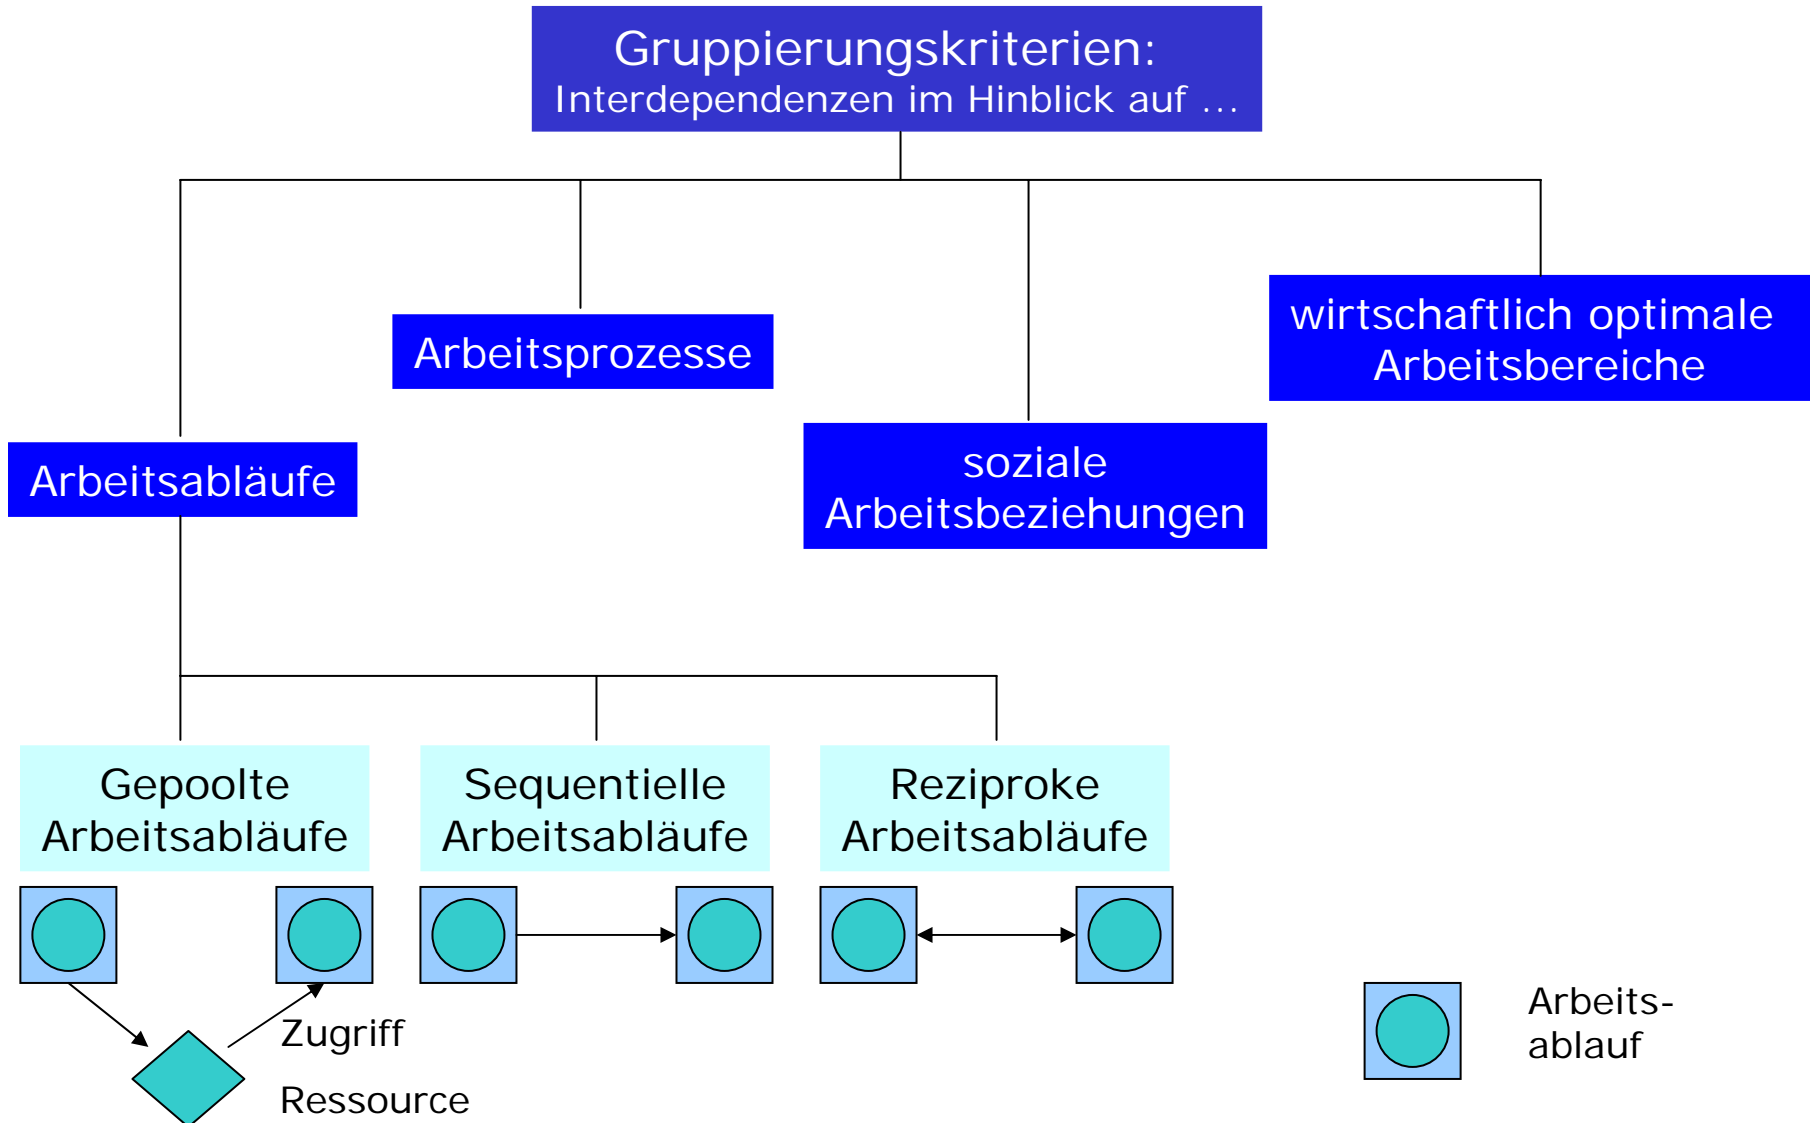 Gruppierungskriterien:
Interdependenzen im Hinblick auf ...
wirtschaftlich optimale
Arbeitsbereiche
Arbeitsprozesse
soziale
Arbeitsbeziehungen
Arbeitsabläufe
Gepoolte
Arbeitsabläufe
Sequentielle
Arbeitsabläufe
Reziproke
Arbeitsabläufe
Zugriff
Ressource
Arbeits-
ablauf